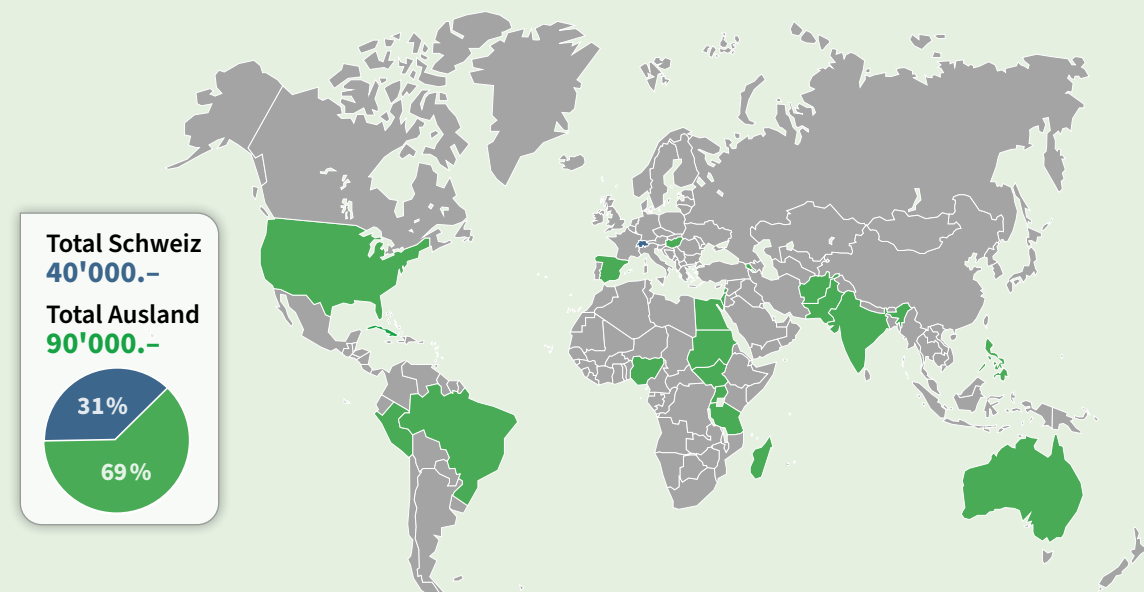 Total Schweiz
40'000.–
Total Ausland
90'000.–
31%
69%